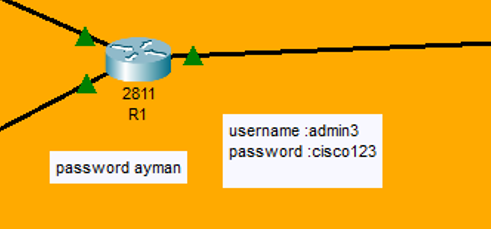 2811
R1
username :admin3
password :cisco123
password ayman